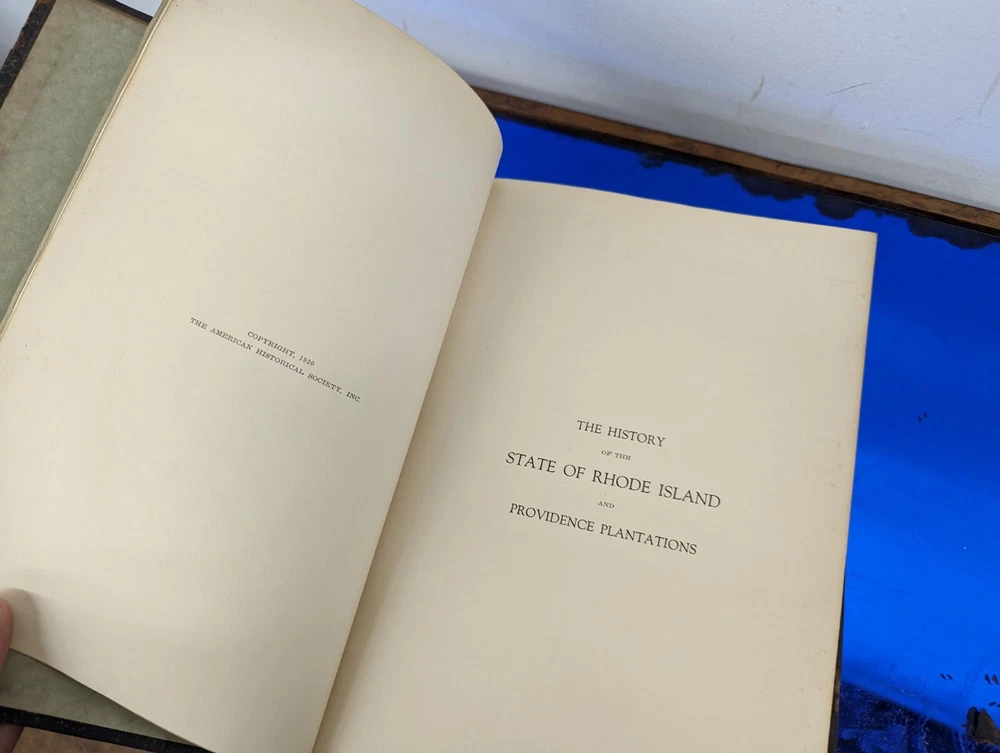 COPYRIGHT, 1920
THE AMERICAN HISTORICAL SOCIETY, INC.
THE HISTORY
OF THE
STATE OF RHODE ISLAND
AND
PROVIDENCE PLANTATIONS